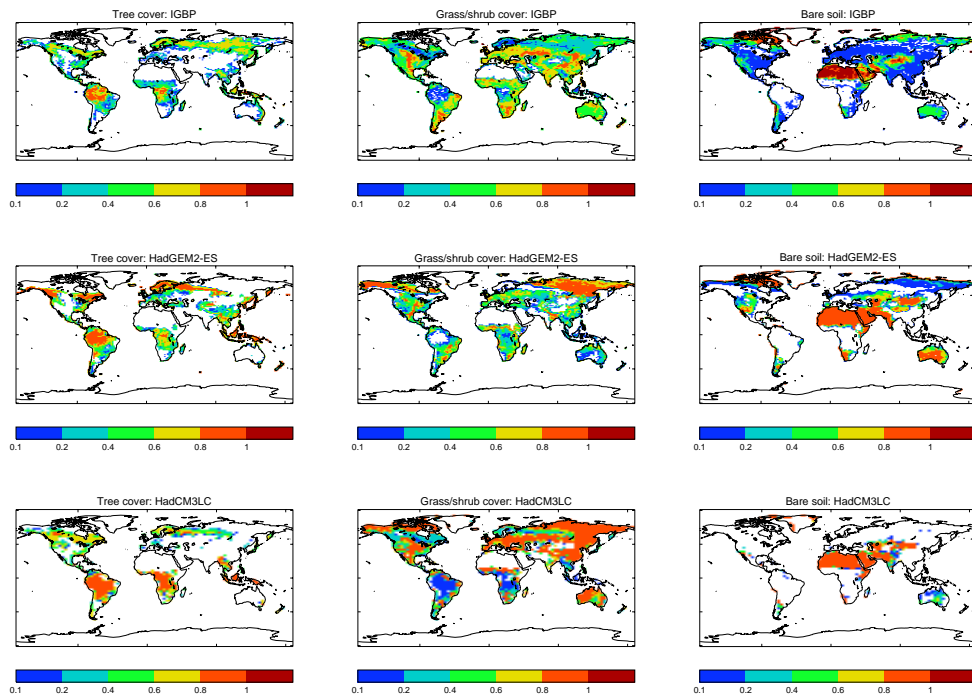 Tree cover: IGBP
Grass/shrub cover: IGBP
Bare soil: IGBP
0.1 0.2 0.4 0.6 0.8 1
0.1 0.2 0.4 0.6 0.8 1
0.1 0.2 0.4 0.6 0.8 1
Tree cover: HadGEM2-ES
Grass/shrub cover: HadGEM2-ES
Bare soil: HadGEM2-ES
0.1 0.2 0.4 0.6 0.8 1
0.1 0.2 0.4 0.6 0.8 1
0.1 0.2 0.4 0.6 0.8 1
Tree cover: HadCM3LC
Grass/shrub cover: HadCM3LC
Bare soil: HadCM3LC
0.1 0.2 0.4 0.6 0.8 1
0.1 0.2 0.4 0.6 0.8 1
0.1 0.2 0.4 0.6 0.8 1